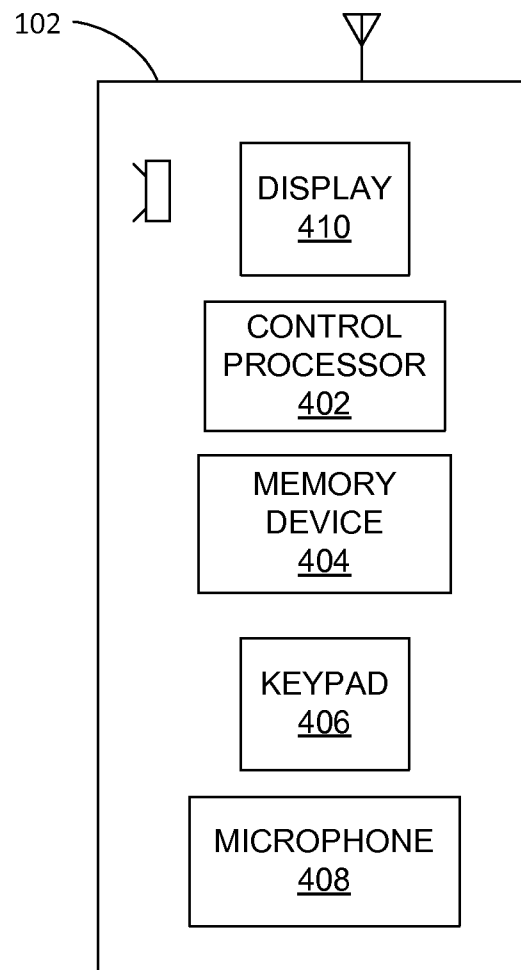 102
DISPLAY
410
CONTROL
PROCESSOR
402
MEMORY
DEVICE
404
KEYPAD
406
MICROPHONE
408